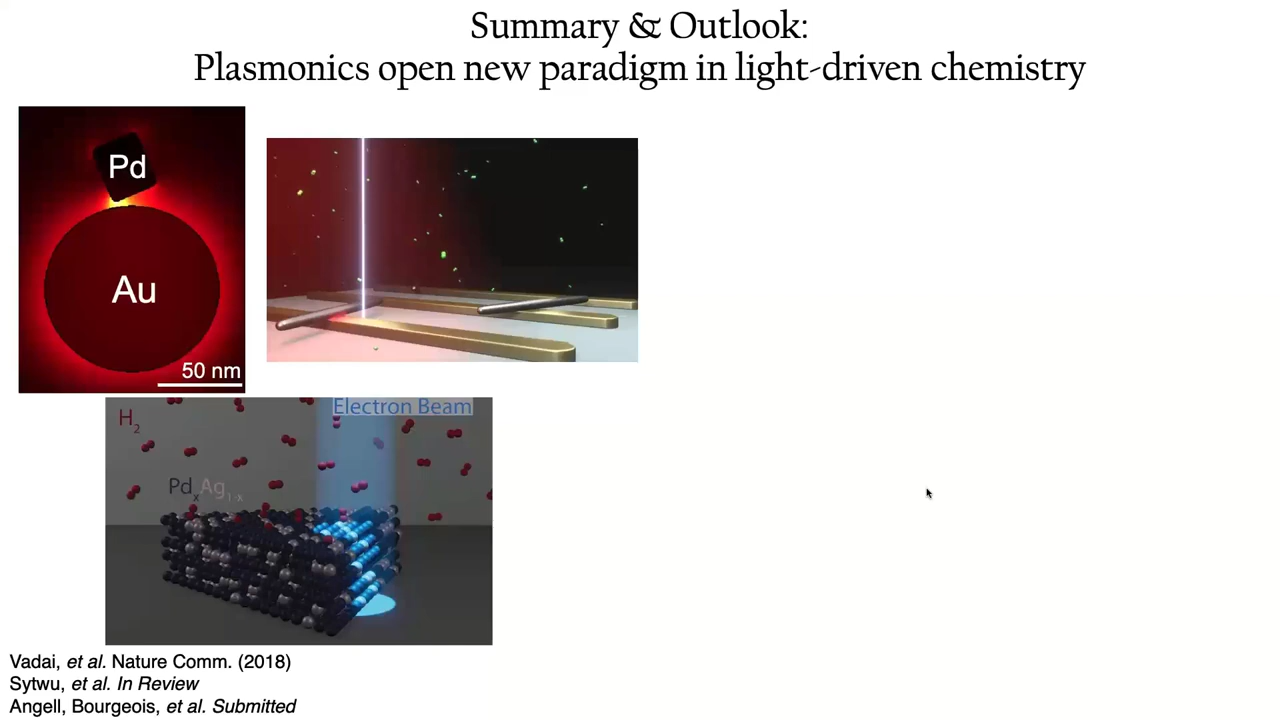 Summary & Outlook:
Plasmonics open new paradigm in light-driven chemistry
Pd
Au
50 nm
Electron Beam
H2
PdxAg1-x
Vadai, et al. Nature Comm. (2018)
Sytwu, et al. In Review
Angell, Bourgeois, et al. Submitted